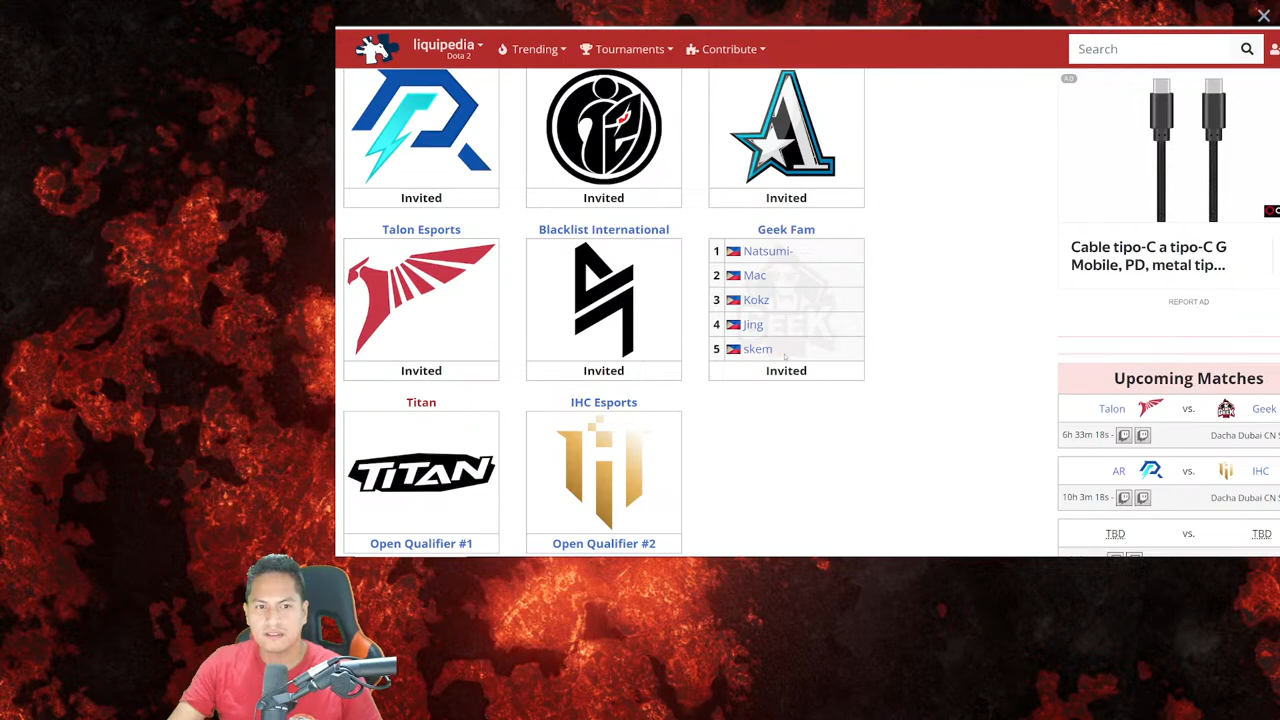 liquipedia
Dota 2
Trending
Tournaments
Contribute
Search
AD
Invited
Invited
Invited
Talon Esports
Blacklist International
Geek Fam
1 Natsumi-
2 Mac
3 Kokz
4 Jing
5 skem
Invited
Invited
Invited
Titan
IHC Esports
TITAN
Open Qualifier #1
Open Qualifier #2
Cable tipo-C a tipo-C G
Mobile, PD, metal tip...
REPORT AD
Upcoming Matches
Talon vs. Geek
6h 33m 18s - Dacha Dubai CN
AR vs. IHC
10h 3m 18s - Dacha Dubai CN
TBD vs. TBD